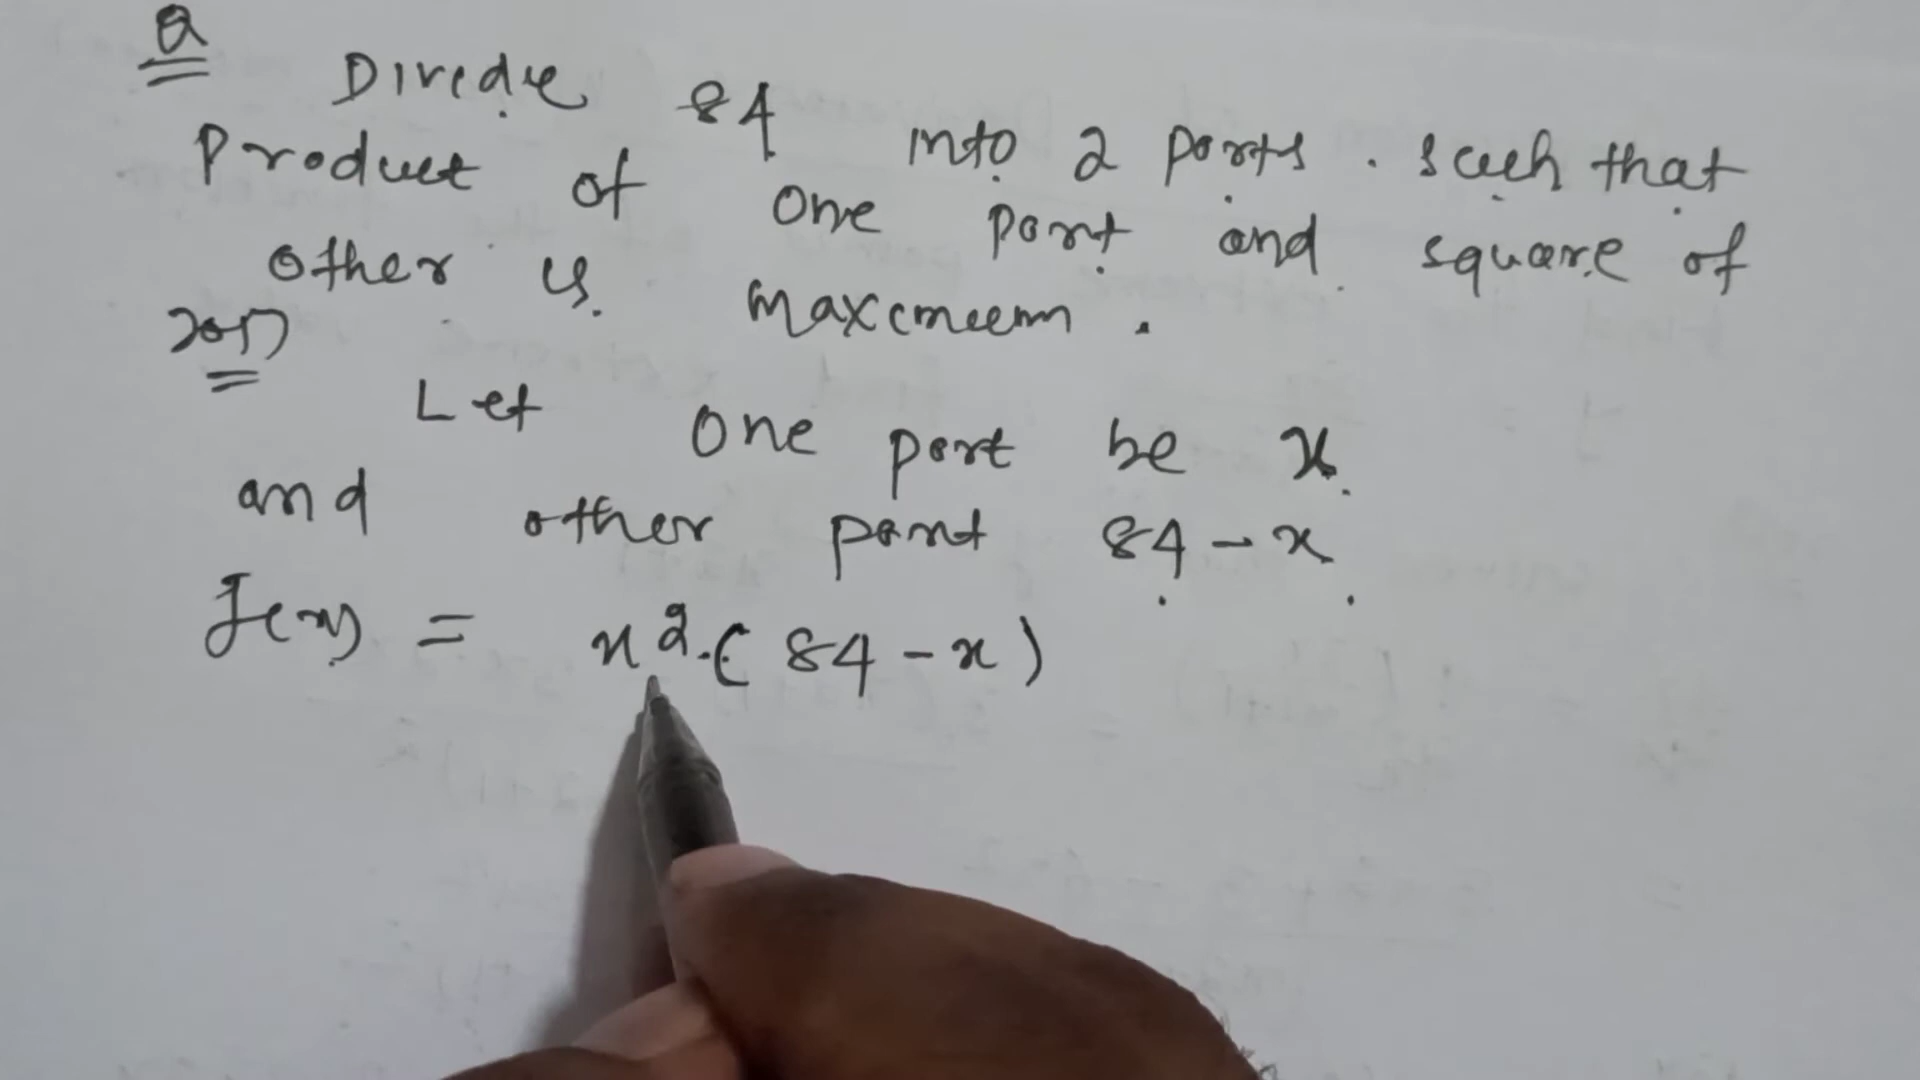 Q
Divide 84 into 2 parts. such that
Product of one part and square of
other is maximum.
2017
Let one part be x
and other part 84-x
f(x) = x².(84-x)